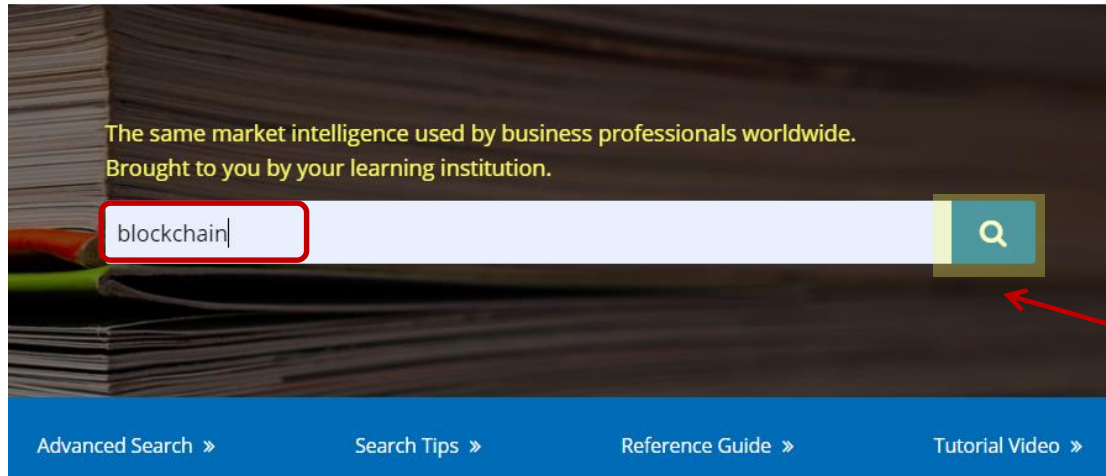 The same market intelligence used by business professionals worldwide.
Brought to you by your learning institution.
blockchain
Advanced Search » Search Tips » Reference Guide » Tutorial Video »